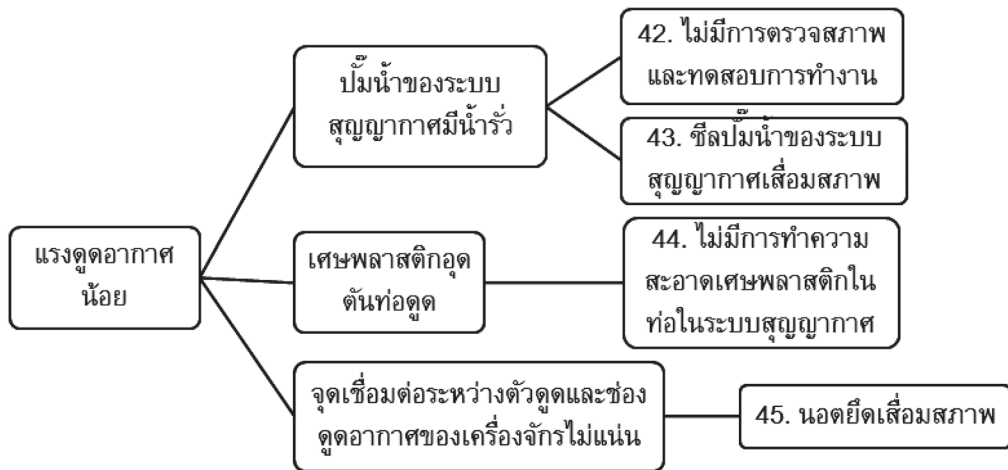 แรงดูดอากาศ
น้อย
ปั๊มน้ำของระบบ
สุญญากาศมีน้ำรั่ว
42. ไม่มีการตรวจสภาพ
และทดสอบการทำงาน
43. ซีลปั๊มน้ำของระบบ
สุญญากาศเสื่อมสภาพ
เศษพลาสติกอุด
ตันท่อดูด
44. ไม่มีการทำความ
สะอาดเศษพลาสติกใน
ท่อในระบบสุญญากาศ
จุดเชื่อมต่อระหว่างตัวดูดและช่อง
ดูดอากาศของเครื่องจักรไม่แน่น
45. นอตยึดเสื่อมสภาพ